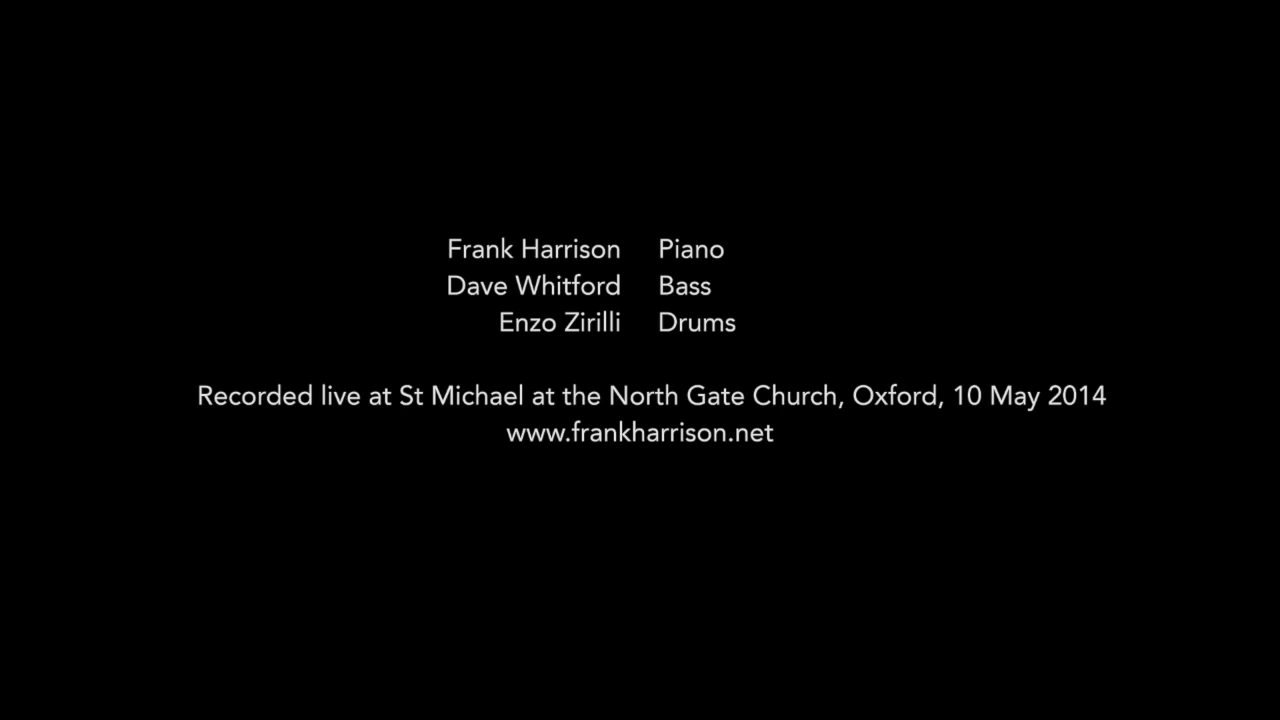 Frank Harrison Piano
Dave Whitford Bass
Enzo Zirilli Drums
Recorded live at St Michael at the North Gate Church, Oxford, 10 May 2014
www.frankharrison.net